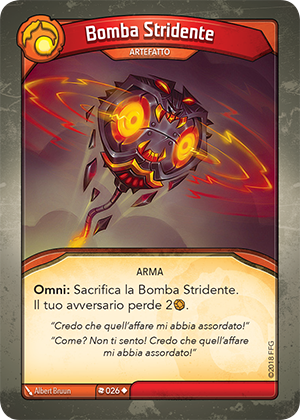 Bomba Stridente
ARTEFATTO
ARMA
Omni: Sacrifica la Bomba Stridente.
Il tuo avversario perde 2.
“Credo che quell’affare mi abbia assordato!”
“Come? Non ti sento! Credo che quell’affare
mi abbia assordato!”
©2018 FFG
Albert Bruun
026